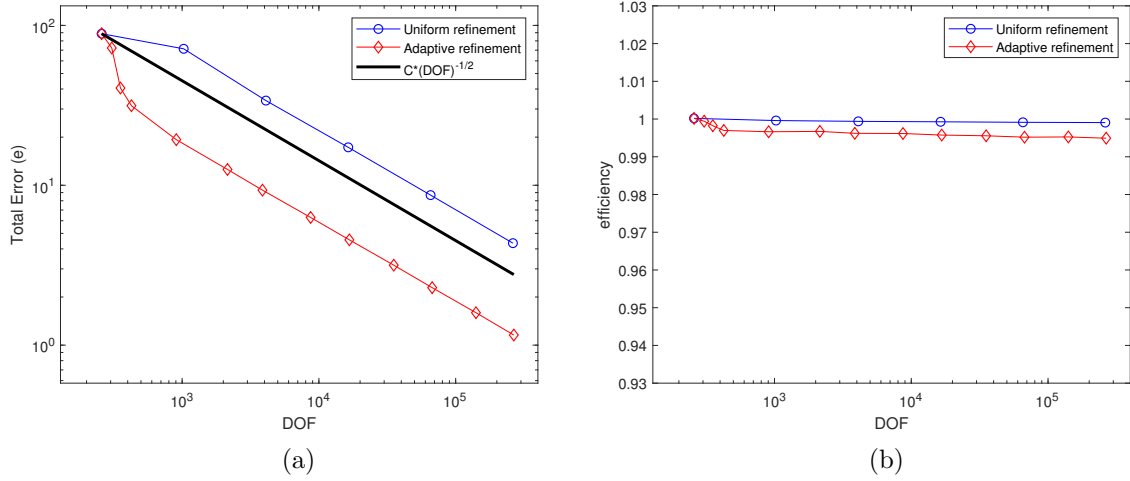 10^2
10^1
10^0
Total Error (e)
10^3
10^4
10^5
DOF
Uniform refinement
Adaptive refinement
C*(DOF)^-1/2
(a)
1.03
1.02
1.01
1
0.99
0.98
0.97
0.96
0.95
0.94
0.93
efficiency
10^3
10^4
10^5
DOF
Uniform refinement
Adaptive refinement
(b)